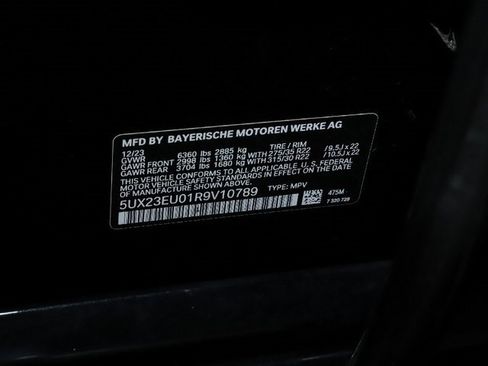 MFD BY BAYERISCHE MOTOREN WERKE AG
12/23 TIRE / RIM
GVWR 6360 lbs 2885 kg
GAWR FRONT 2998 lbs 1360 kg WITH 275/35 R22 / 9.5J x 22
GAWR REAR 3704 lbs 1680 kg WITH 315/30 R22 / 10.5J x 22
THIS VEHICLE CONFORMS TO ALL APPLICABLE U. S. FEDERAL
MOTOR VEHICLE SAFETY STANDARDS IN EFFECT ON THE DATE OF
MANUFACTURE SHOWN ABOVE.
5UX23EU01R9V10789 TYPE: MPV
475M
7 320 729